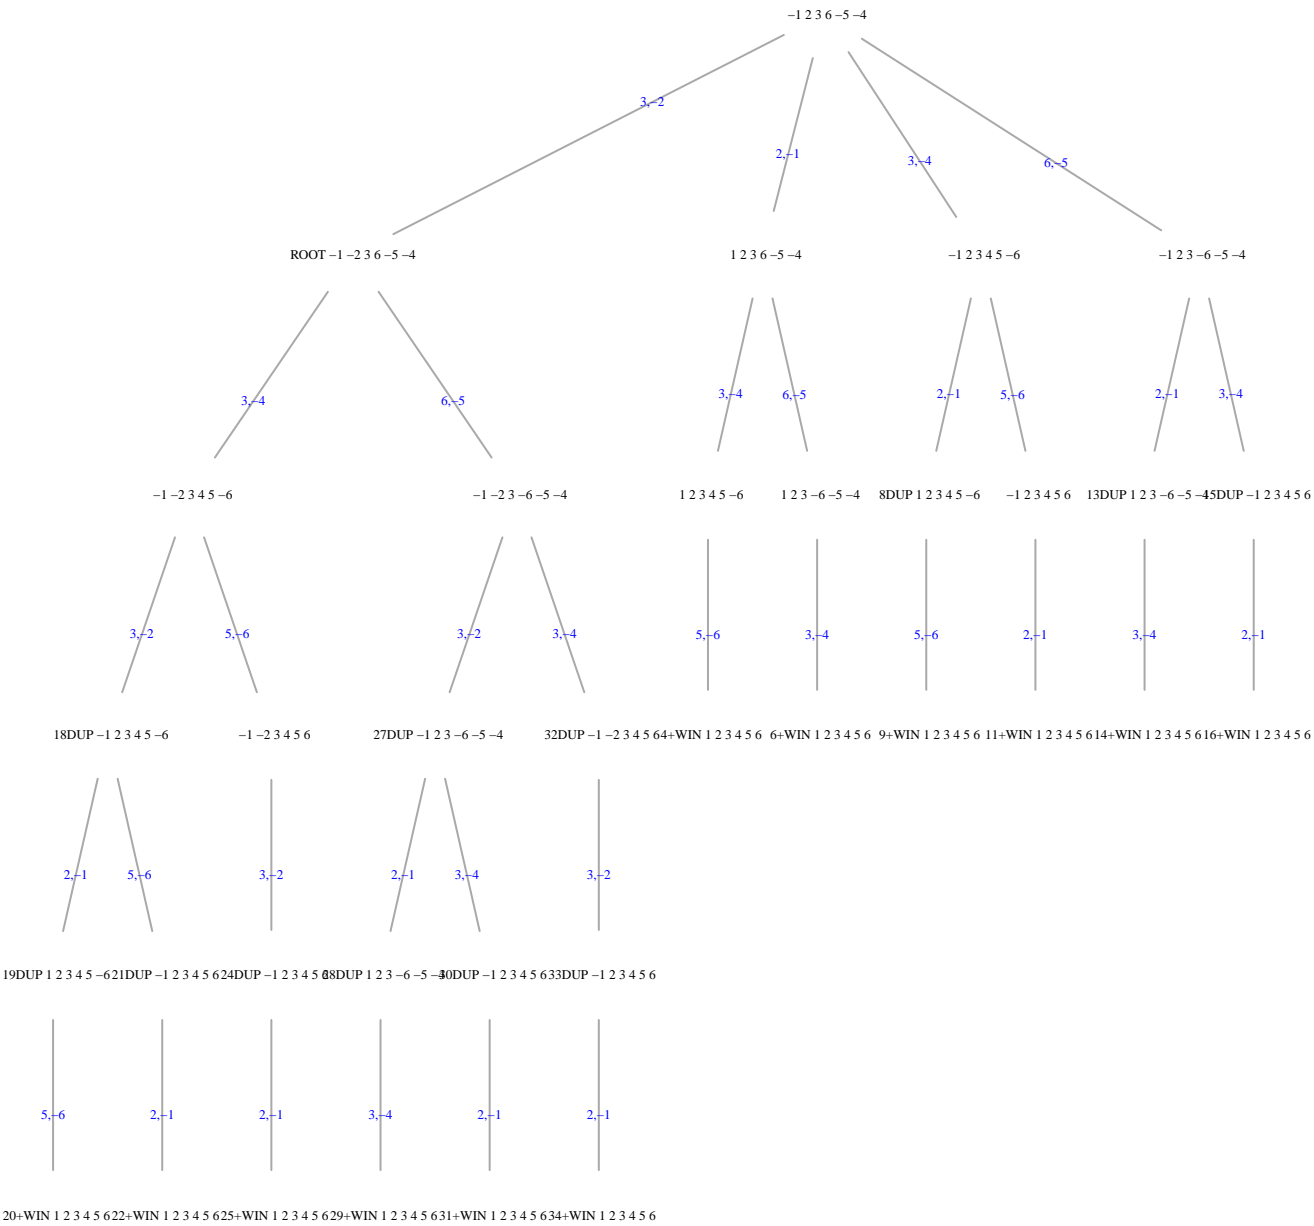 −1 2 3 6 −5 −4
3,−2
2,−1
3,−4
6,−5
ROOT −1 −2 3 6 −5 −4
1 2 3 6 −5 −4
−1 2 3 4 5 −6
−1 2 3 −6 −5 −4
3,−4
6,−5
3,−4
6,−5
2,−1
5,−6
2,−1
3,−4
−1 −2 3 4 5 −6
−1 −2 3 −6 −5 −4
1 2 3 4 5 −6
1 2 3 −6 −5 −4
8DUP 1 2 3 4 5 −6
−1 2 3 4 5 6
13DUP 1 2 3 −6 −5 −4
15DUP −1 2 3 4 5 6
3,−2
5,−6
3,−2
3,−4
5,−6
3,−4
5,−6
2,−1
3,−4
2,−1
18DUP −1 2 3 4 5 −6
−1 −2 3 4 5 6
27DUP −1 2 3 −6 −5 −4
32DUP −1 −2 3 4 5 6
4+WIN 1 2 3 4 5 6
6+WIN 1 2 3 4 5 6
9+WIN 1 2 3 4 5 6
11+WIN 1 2 3 4 5 6
14+WIN 1 2 3 4 5 6
16+WIN 1 2 3 4 5 6
2,−1
5,−6
3,−2
2,−1
3,−4
3,−2
19DUP 1 2 3 4 5 −6
21DUP −1 2 3 4 5 6
24DUP −1 2 3 4 5 6
28DUP 1 2 3 −6 −5 −4
30DUP −1 2 3 4 5 6
33DUP −1 2 3 4 5 6
5,−6
2,−1
2,−1
3,−4
2,−1
2,−1
20+WIN 1 2 3 4 5 6
22+WIN 1 2 3 4 5 6
25+WIN 1 2 3 4 5 6
29+WIN 1 2 3 4 5 6
31+WIN 1 2 3 4 5 6
34+WIN 1 2 3 4 5 6